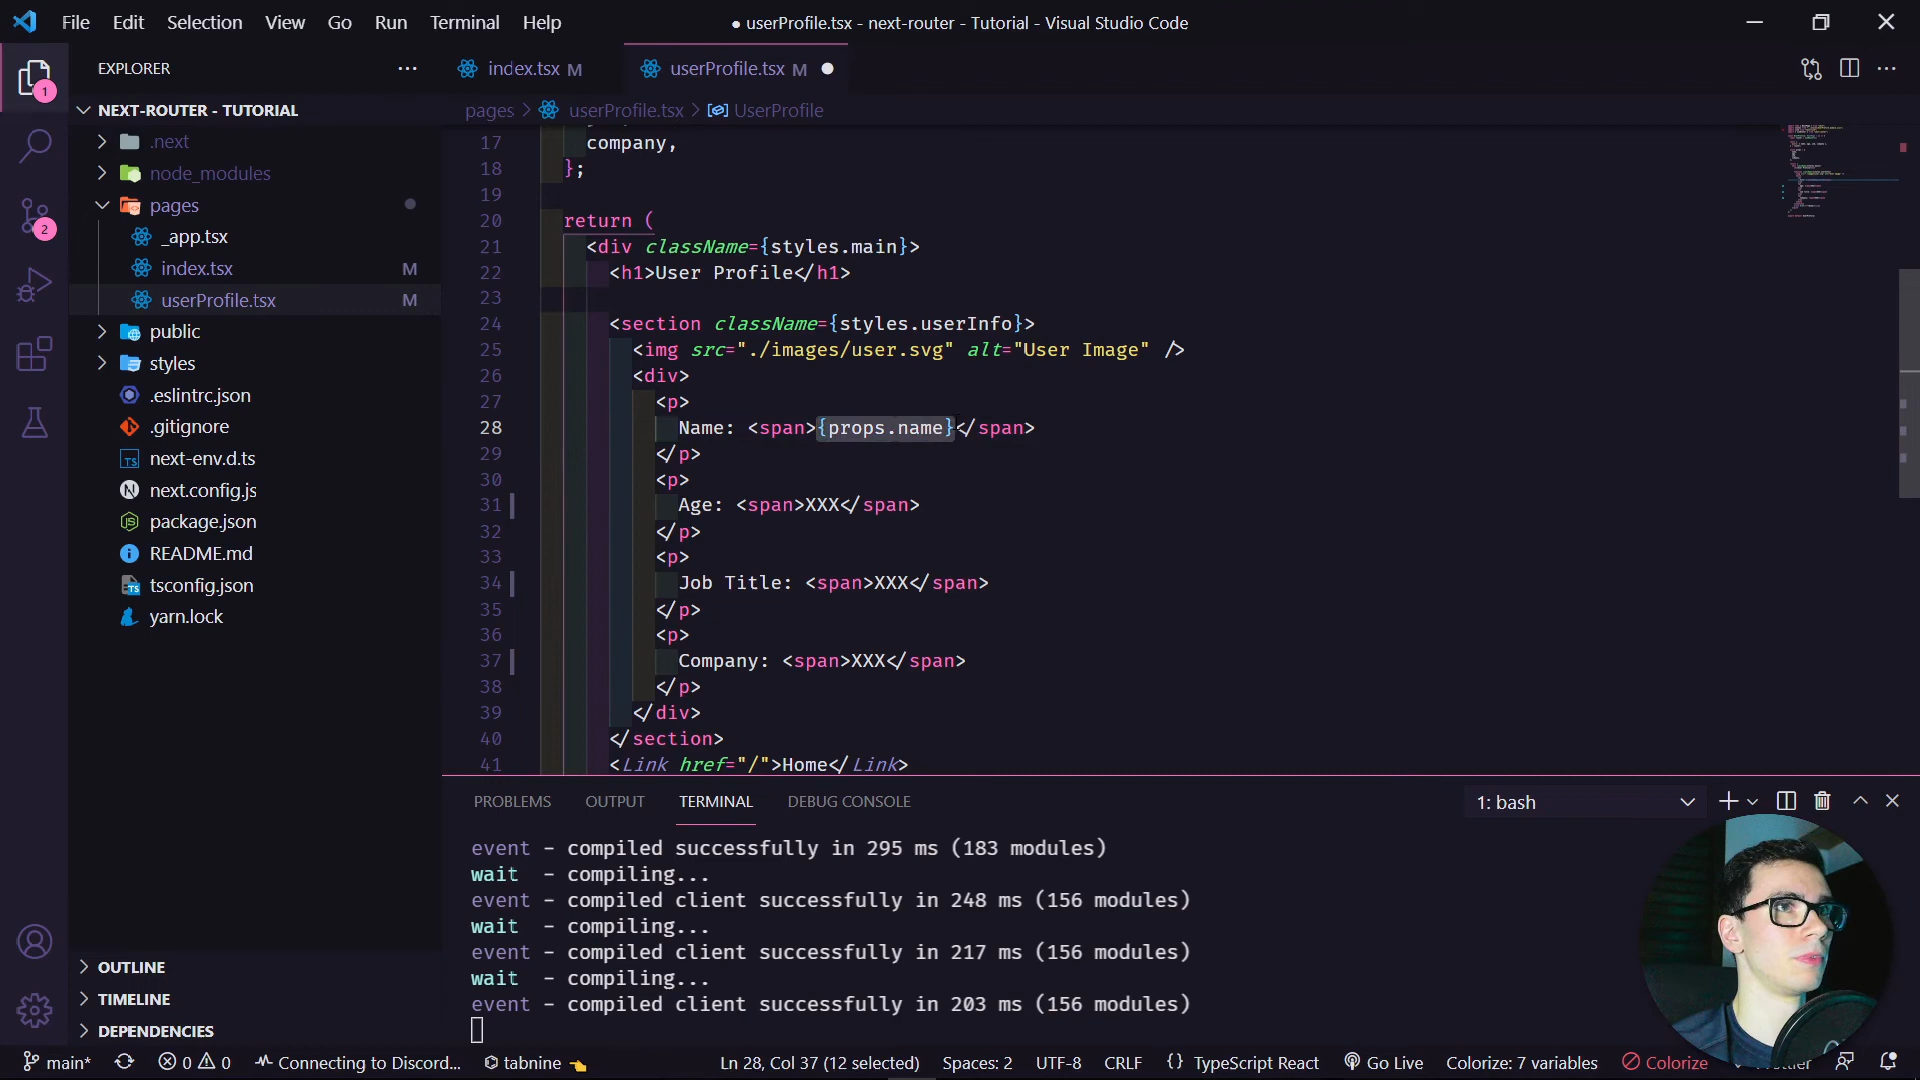 File Edit Selection View Go Run Terminal Help
● userProfile.tsx - next-router - Tutorial - Visual Studio Code
1
EXPLORER
index.tsx M
userProfile.tsx M
NEXT-ROUTER - TUTORIAL
pages > userProfile.tsx > UserProfile
.next
node_modules
pages
_app.tsx
index.tsx M
userProfile.tsx M
public
styles
.eslintrc.json
.gitignore
next-env.d.ts
next.config.js
package.json
README.md
tsconfig.json
yarn.lock
2
17 company,
18 };
19
20 return (
21 <div className={styles.main}>
22 <h1>User Profile</h1>
23
24 <section className={styles.userInfo}>
25 <img src="./images/user.svg" alt="User Image" />
26 <div>
27 <p>
28 Name: <span>{props.name}</span>
29 </p>
30 <p>
31 Age: <span>XXX</span>
32 </p>
33 <p>
34 Job Title: <span>XXX</span>
35 </p>
36 <p>
37 Company: <span>XXX</span>
38 </p>
39 </div>
40 </section>
41 <Link href="/">Home</Link>
PROBLEMS OUTPUT TERMINAL DEBUG CONSOLE
1: bash
event - compiled successfully in 295 ms (183 modules)
wait - compiling...
event - compiled client successfully in 248 ms (156 modules)
wait - compiling...
event - compiled client successfully in 217 ms (156 modules)
wait - compiling...
event - compiled client successfully in 203 ms (156 modules)
OUTLINE
TIMELINE
DEPENDENCIES
main* 0 0 Connecting to Discord... tabnine Ln 28, Col 37 (12 selected) Spaces: 2 UTF-8 CRLF {} TypeScript React Go Live Colorize: 7 variables Colorize